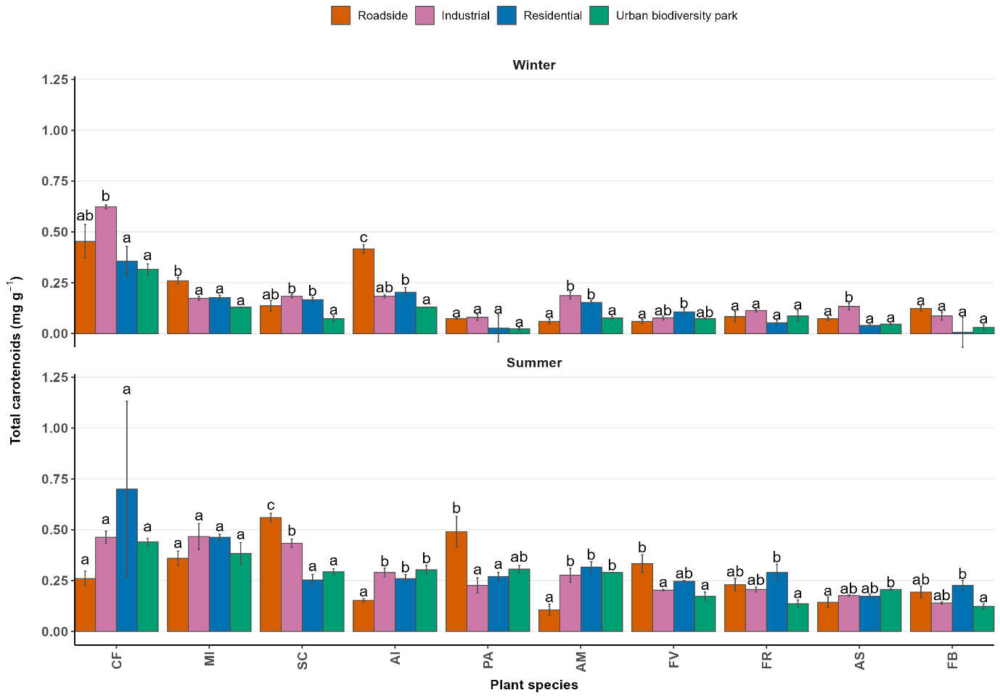 Roadside Industrial Residential Urban biodiversity park
Winter
1.25
1.00
0.75
0.50
0.25
0.00
ab b a a
b a a a
ab b b a
c ab b a
a a a a
a b b a
a ab b ab
a a a a
a b a a
a a a a
Total carotenoids (mg g⁻¹)
Summer
1.25
1.00
0.75
0.50
0.25
0.00
a a a a
a a a a
c b a a
a b b b
b a a ab
a b b b
b a ab a
ab ab b a
a ab ab b
ab ab b a
CF MI SC AI PA AM FV FR AS FB
Plant species